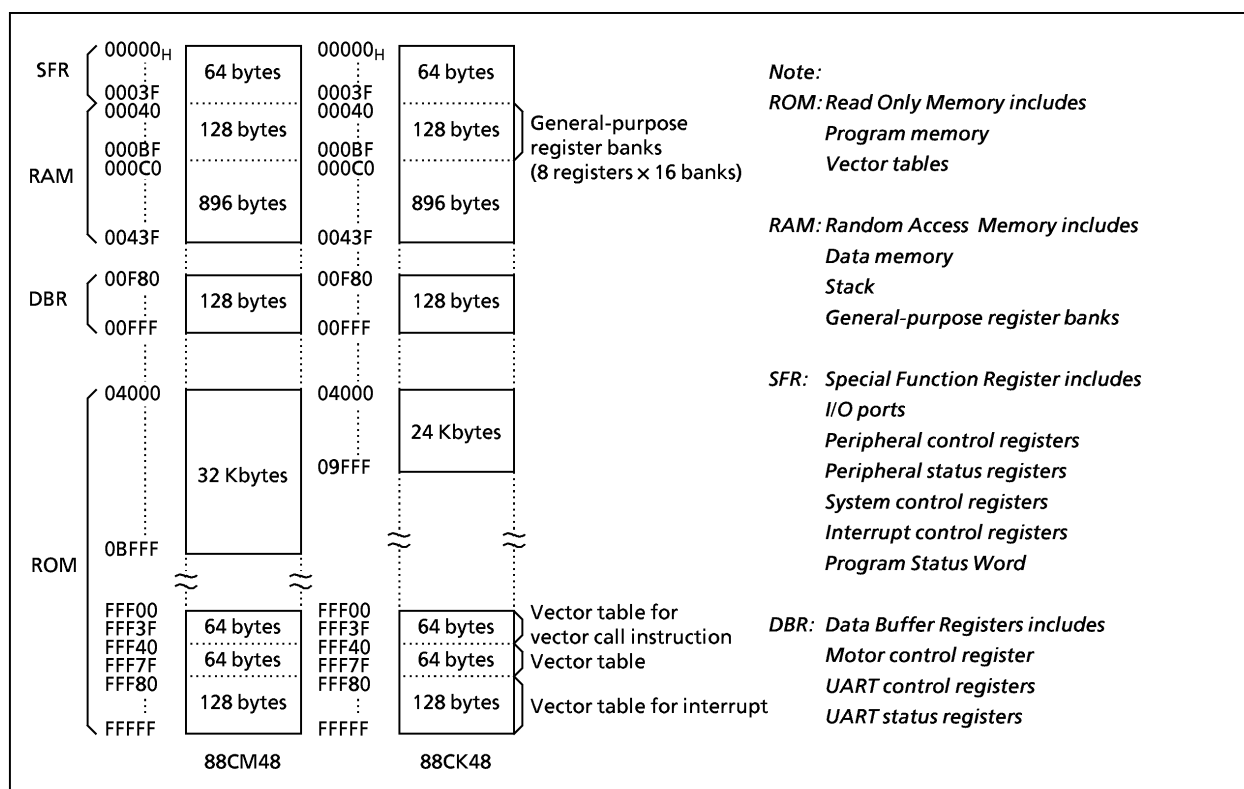 SFR
RAM
DBR
ROM
00000H
0003F
00040
000BF
000C0
0043F
00F80
00FFF
04000
0BFFF
FFF00
FFF3F
FFF40
FFF7F
FFF80
FFFFF
64 bytes
128 bytes
896 bytes
128 bytes
32 Kbytes
64 bytes
64 bytes
128 bytes
88CM48
00000H
0003F
00040
000BF
000C0
0043F
00F80
00FFF
04000
09FFF
FFF00
FFF3F
FFF40
FFF7F
FFF80
FFFFF
64 bytes
128 bytes
896 bytes
128 bytes
24 Kbytes
64 bytes
64 bytes
128 bytes
88CK48
General-purpose
register banks
(8 registers × 16 banks)
Vector table for
vector call instruction
Vector table
Vector table for interrupt
Note:
ROM: Read Only Memory includes
Program memory
Vector tables
RAM: Random Access Memory includes
Data memory
Stack
General-purpose register banks
SFR: Special Function Register includes
I/O ports
Peripheral control registers
Peripheral status registers
System control registers
Interrupt control registers
Program Status Word
DBR: Data Buffer Registers includes
Motor control register
UART control registers
UART status registers